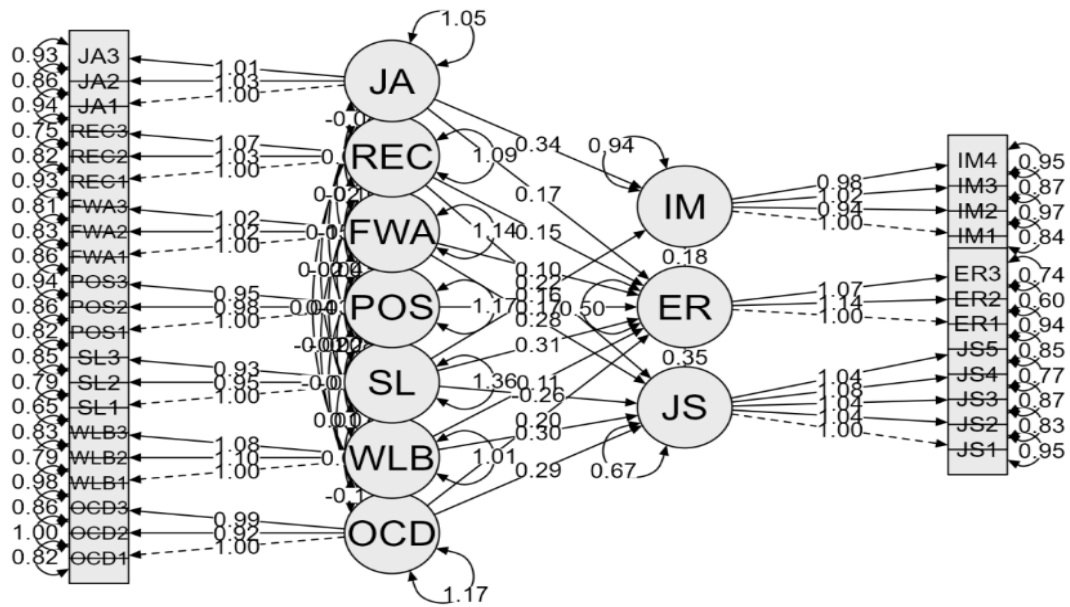 1.05
0.93 JA3 1.01 JA
0.86 JA2 1.03
0.94 JA1 1.00
0.75 REC3 1.07 REC 1.09
0.82 REC2 1.03
0.93 REC1 1.00
0.81 FWA3 1.02 FWA 1.14
0.83 FWA2 1.02
0.86 FWA1 1.00
0.94 POS3 0.95 POS 1.17
0.86 POS2 0.98
0.82 POS1 1.00
0.85 SL3 0.93 SL 1.36
0.79 SL2 0.95
0.65 SL1 1.00
0.83 WLB3 1.08 WLB 1.01
0.79 WLB2 1.10
0.98 WLB1 1.00
0.86 OCD3 0.99 OCD 1.17
1.00 OCD2 0.92
0.82 OCD1 1.00
0.34
0.17
0.15
0.10
0.28
0.31
0.11
-0.26
0.20
0.30
0.29
0.94 IM
0.18
0.50 ER
0.35
JS
0.67
0.98 IM4 0.95
1.02 IM3 0.87
0.94 IM2 0.97
1.00 IM1 0.84
1.07 ER3 0.74
1.14 ER2 0.60
1.00 ER1 0.94
1.04 JS5 0.85
1.08 JS4 0.77
1.04 JS3 0.87
1.04 JS2 0.83
1.00 JS1 0.95